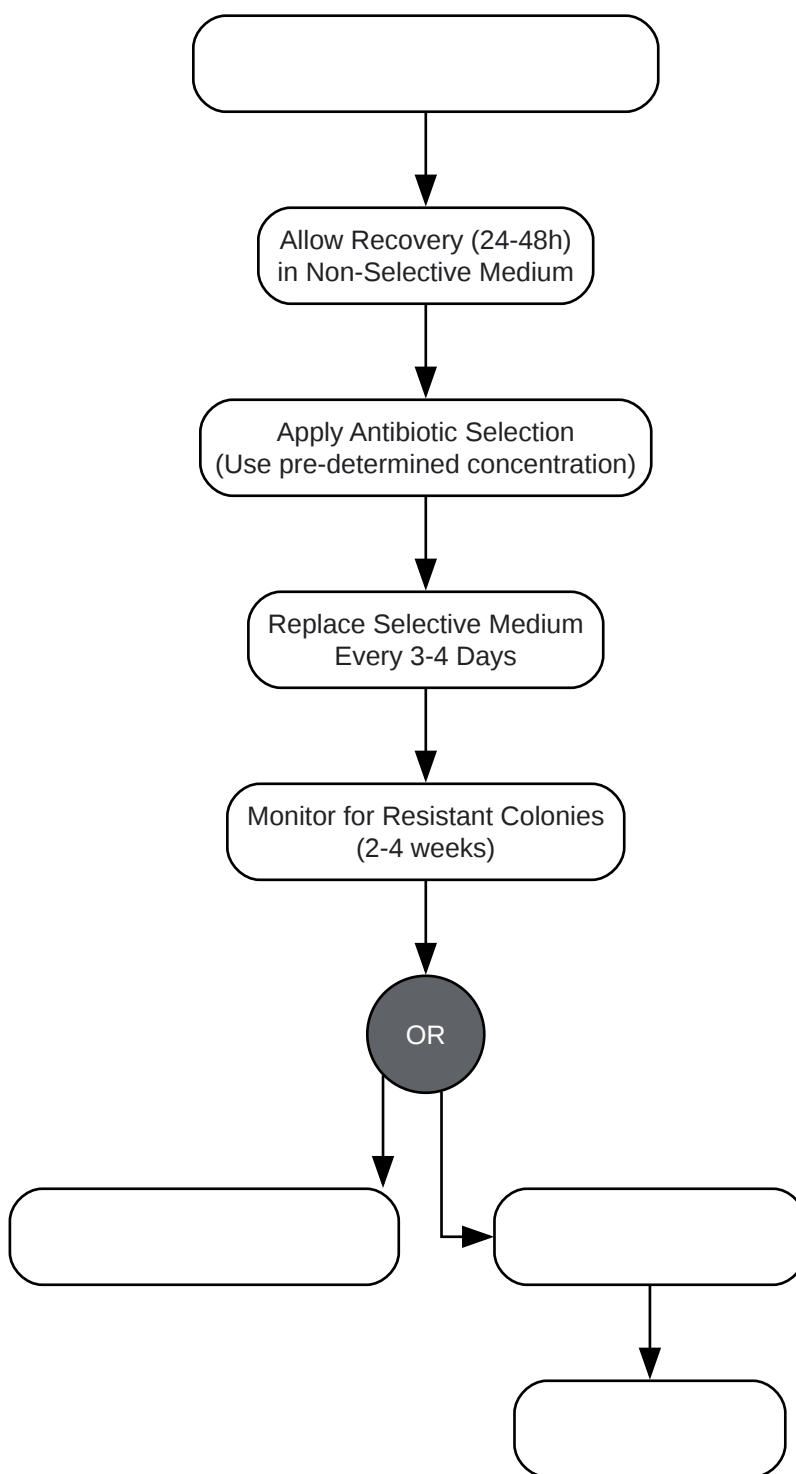 Allow Recovery (24-48h)
in Non-Selective Medium
Apply Antibiotic Selection
(Use pre-determined concentration)
Replace Selective Medium
Every 3-4 Days
Monitor for Resistant Colonies
(2-4 weeks)
OR